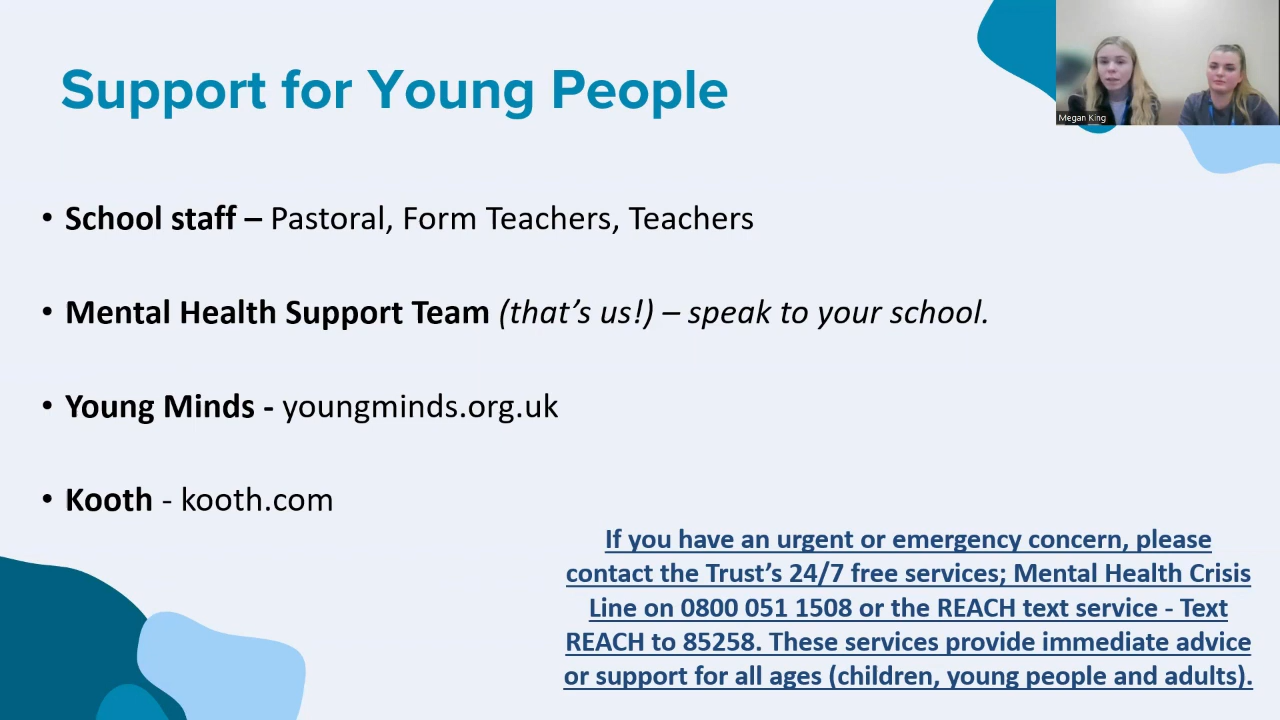 Support for Young People
Megan King
• School staff – Pastoral, Form Teachers, Teachers
• Mental Health Support Team (that’s us!) – speak to your school.
• Young Minds - youngminds.org.uk
• Kooth - kooth.com
If you have an urgent or emergency concern, please
contact the Trust’s 24/7 free services; Mental Health Crisis
Line on 0800 051 1508 or the REACH text service - Text
REACH to 85258. These services provide immediate advice
or support for all ages (children, young people and adults).